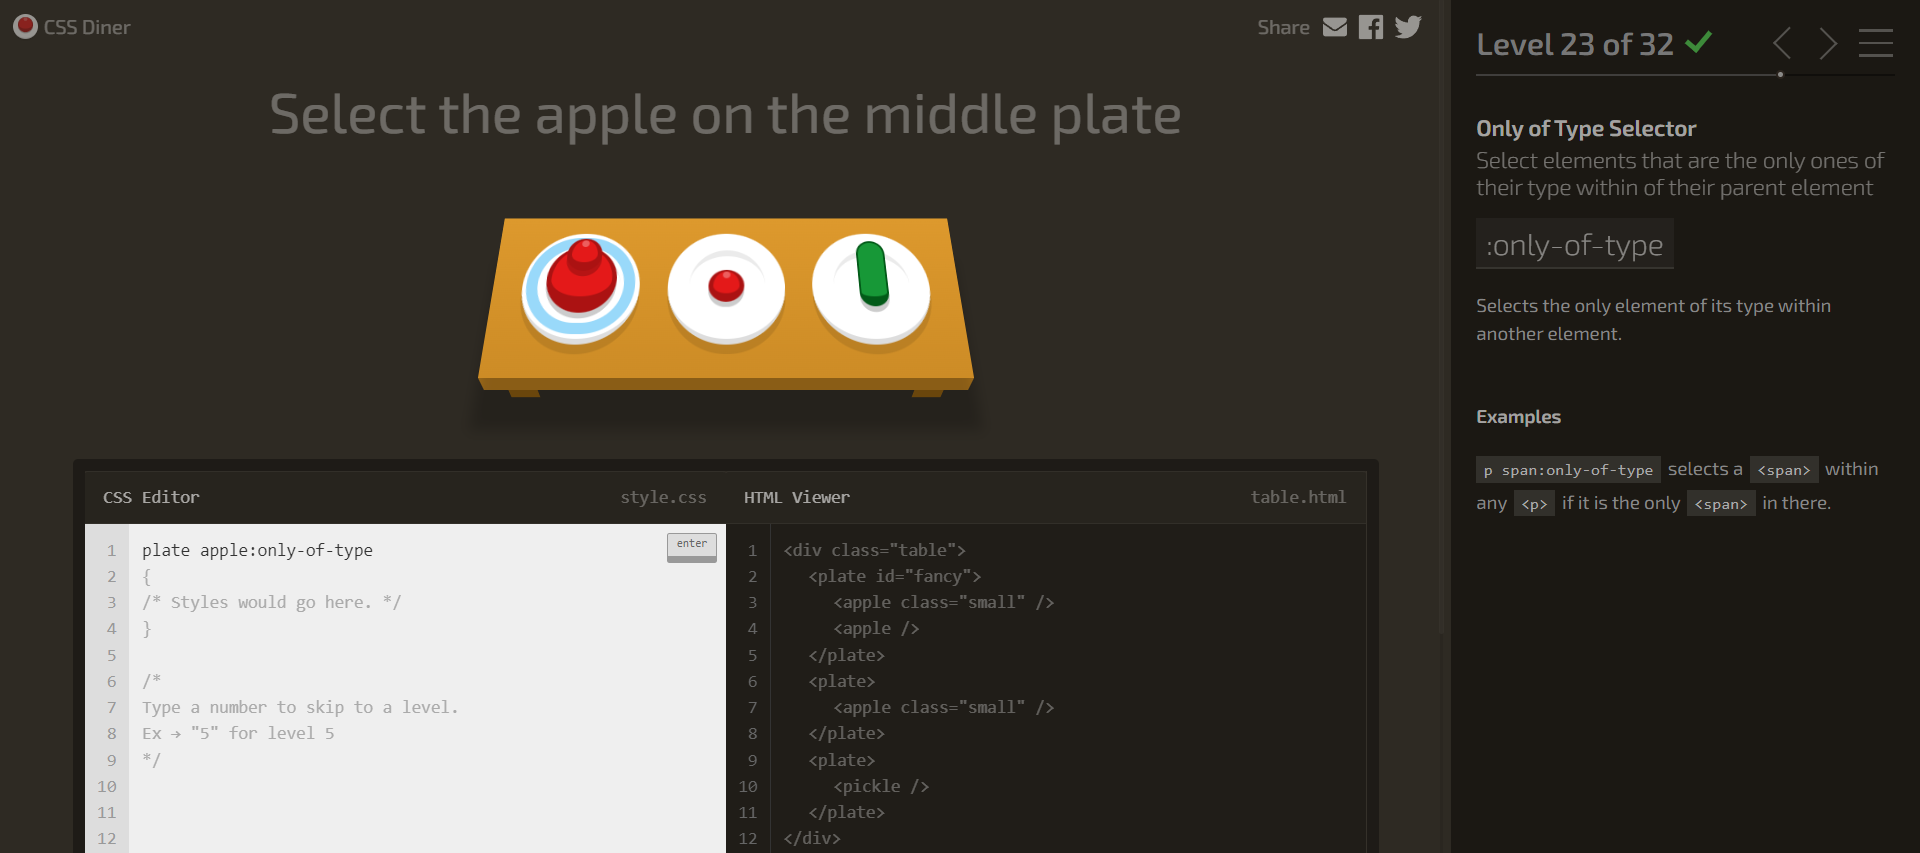 CSS Diner
Share
Select the apple on the middle plate
CSS Editor
style.css
1 plate apple:only-of-type
enter
2 {
3 /* Styles would go here. */
4 }
5
6 /*
7 Type a number to skip to a level.
8 Ex → "5" for level 5
9 */
10
11
12
HTML Viewer
table.html
1 <div class="table">
2 <plate id="fancy">
3 <apple class="small" />
4 <apple />
5 </plate>
6 <plate>
7 <apple class="small" />
8 </plate>
9 <plate>
10 <pickle />
11 </plate>
12 </div>
Level 23 of 32
Only of Type Selector
Select elements that are the only ones of
their type within of their parent element
:only-of-type
Selects the only element of its type within
another element.
Examples
p span:only-of-type selects a <span> within
any <p> if it is the only <span> in there.